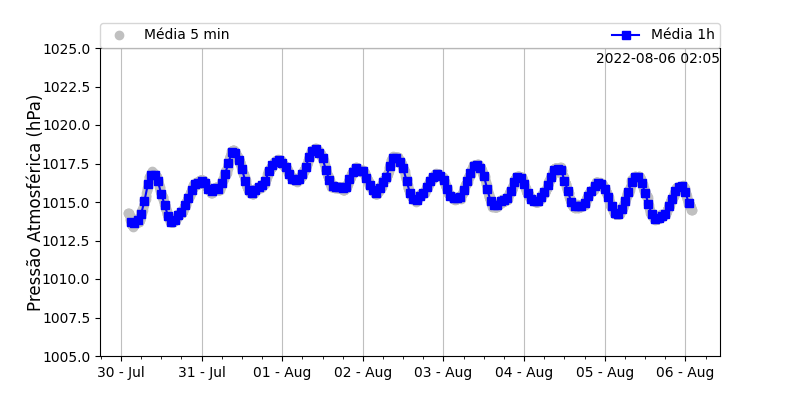 Média 5 min
Média 1h
2022-08-06 02:05
Pressão Atmosférica (hPa)
1025.0
1022.5
1020.0
1017.5
1015.0
1012.5
1010.0
1007.5
1005.0
30 - Jul
31 - Jul
01 - Aug
02 - Aug
03 - Aug
04 - Aug
05 - Aug
06 - Aug